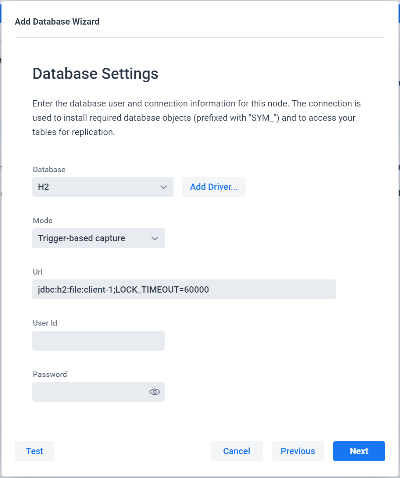 Add Database Wizard
Database Settings
Enter the database user and connection information for this node. The connection is
used to install required database objects (prefixed with "SYM_") and to access your
tables for replication.
Database
H2
Add Driver...
Mode
Trigger-based capture
Url
jdbc:h2:file:client-1;LOCK_TIMEOUT=60000
User Id
Password
Test
Cancel
Previous
Next